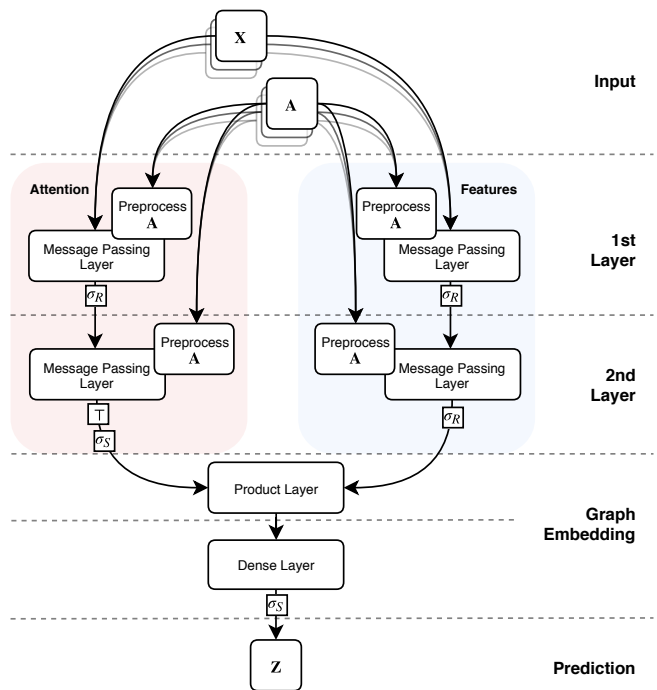 X
Input
A
Attention
Features
Preprocess
A
Preprocess
A
Message Passing
Layer
Message Passing
Layer
1st
Layer
σR
σR
Preprocess
A
Preprocess
A
Message Passing
Layer
Message Passing
Layer
2nd
Layer
⊤
σS
σR
Product Layer
Graph
Embedding
Dense Layer
σS
Z
Prediction